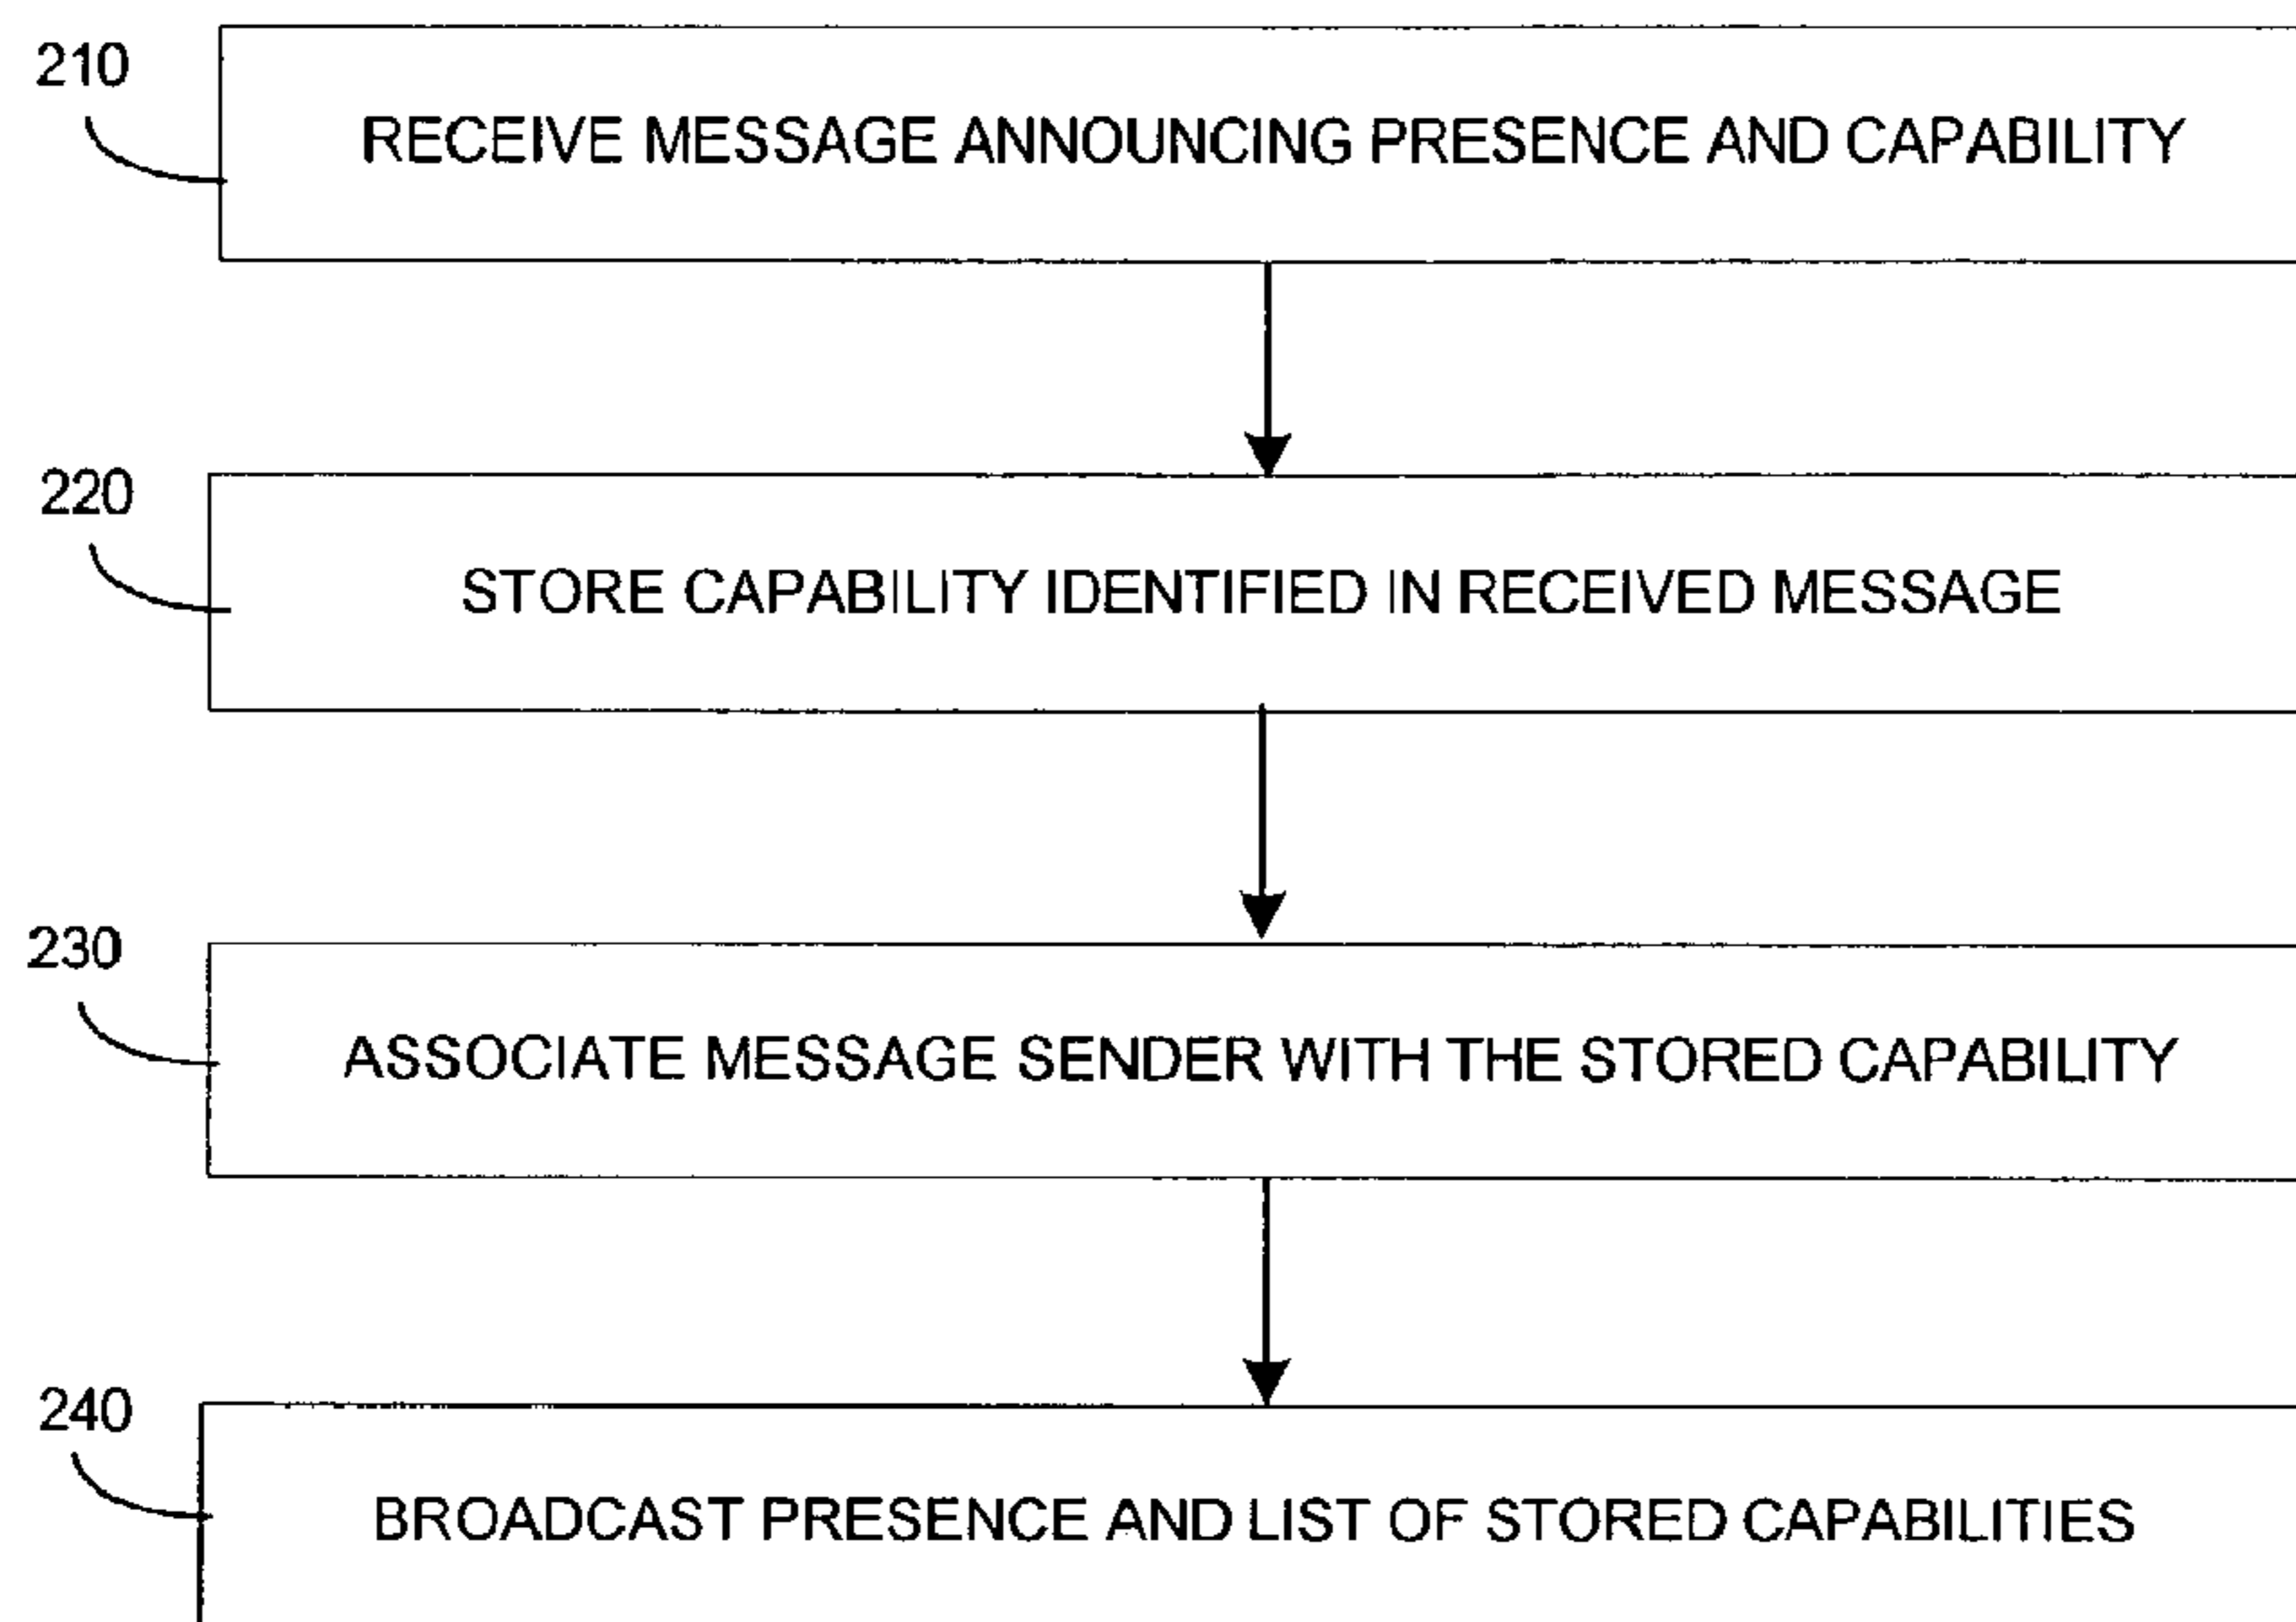 210
RECEIVE MESSAGE ANNOUNCING PRESENCE AND CAPABILITY
220
STORE CAPABILITY IDENTIFIED IN RECEIVED MESSAGE
230
ASSOCIATE MESSAGE SENDER WITH THE STORED CAPABILITY
240
BROADCAST PRESENCE AND LIST OF STORED CAPABILITIES